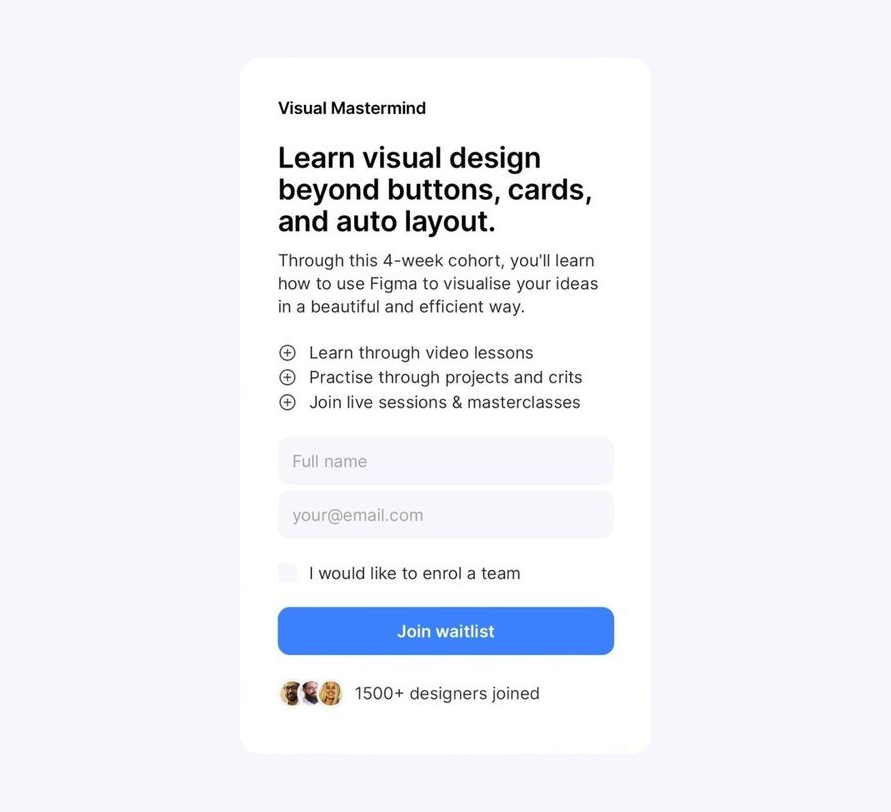 Visual Mastermind
Learn visual design
beyond buttons, cards,
and auto layout.
Through this 4-week cohort, you'll learn
how to use Figma to visualise your ideas
in a beautiful and efficient way.
Learn through video lessons
Practise through projects and crits
Join live sessions & masterclasses
Full name
your@email.com
I would like to enrol a team
Join waitlist
1500+ designers joined